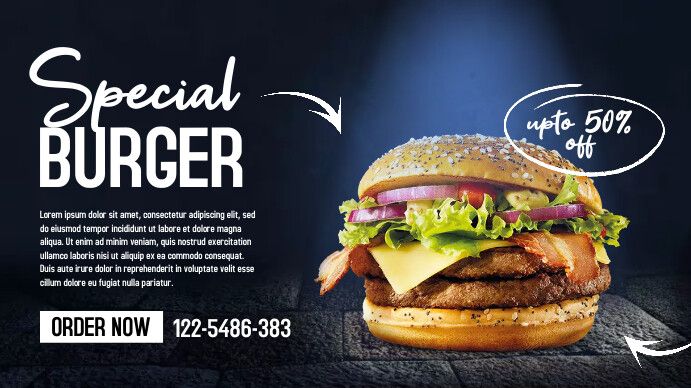 Special
BURGER
upto 50%
off
Lorem ipsum dolor sit amet, consectetur adipiscing elit, sed
do eiusmod tempor incididunt ut labore et dolore magna
aliqua. Ut enim ad minim veniam, quis nostrud exercitation
ullamco laboris nisi ut aliquip ex ea commodo consequat.
Duis aute irure dolor in reprehenderit in voluptate velit esse
cillum dolore eu fugiat nulla pariatur.
ORDER NOW 122-5486-383